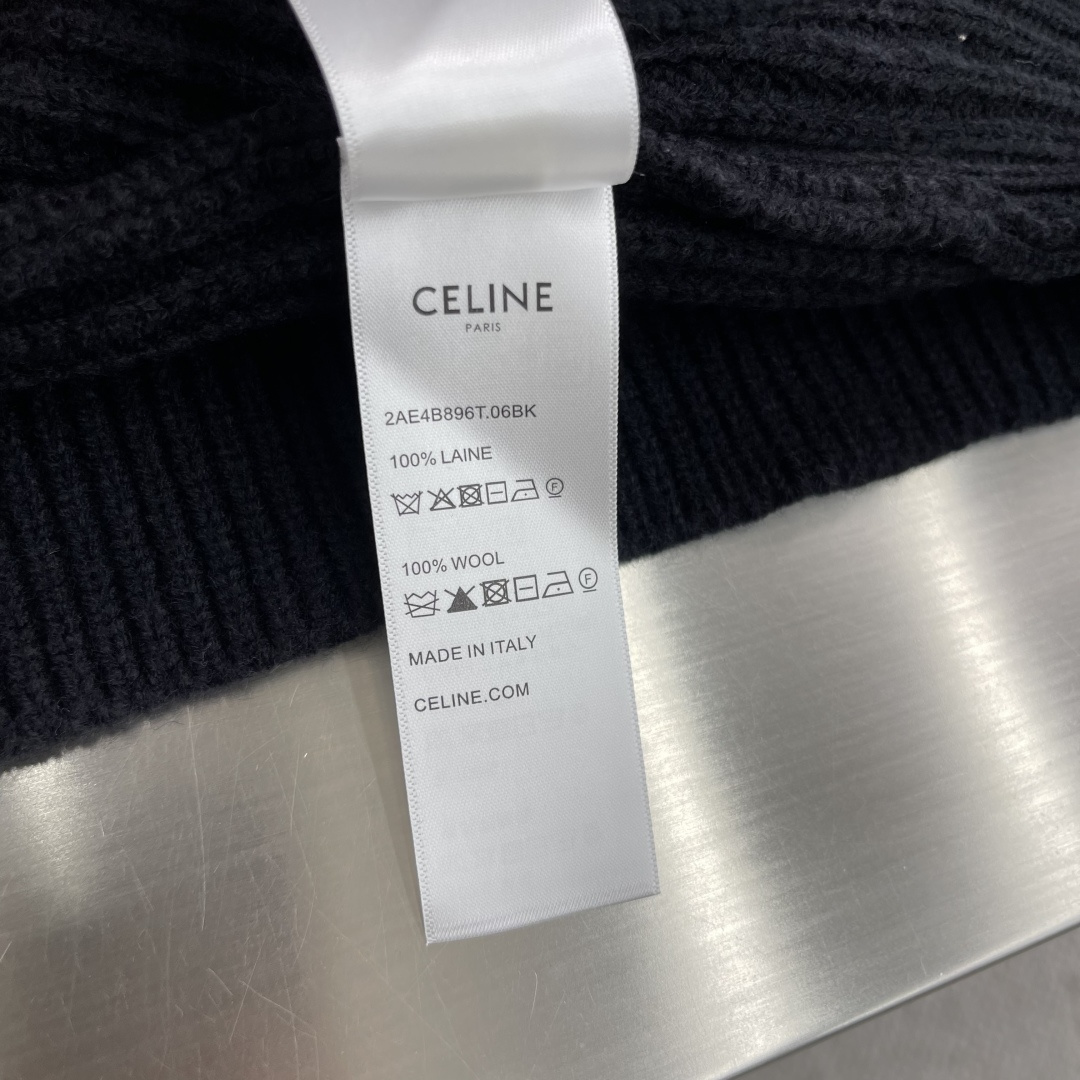 CELINE
PARIS
2AE4B896T.06BK
100% LAINE
F
100% WOOL
F
MADE IN ITALY
CELINE.COM